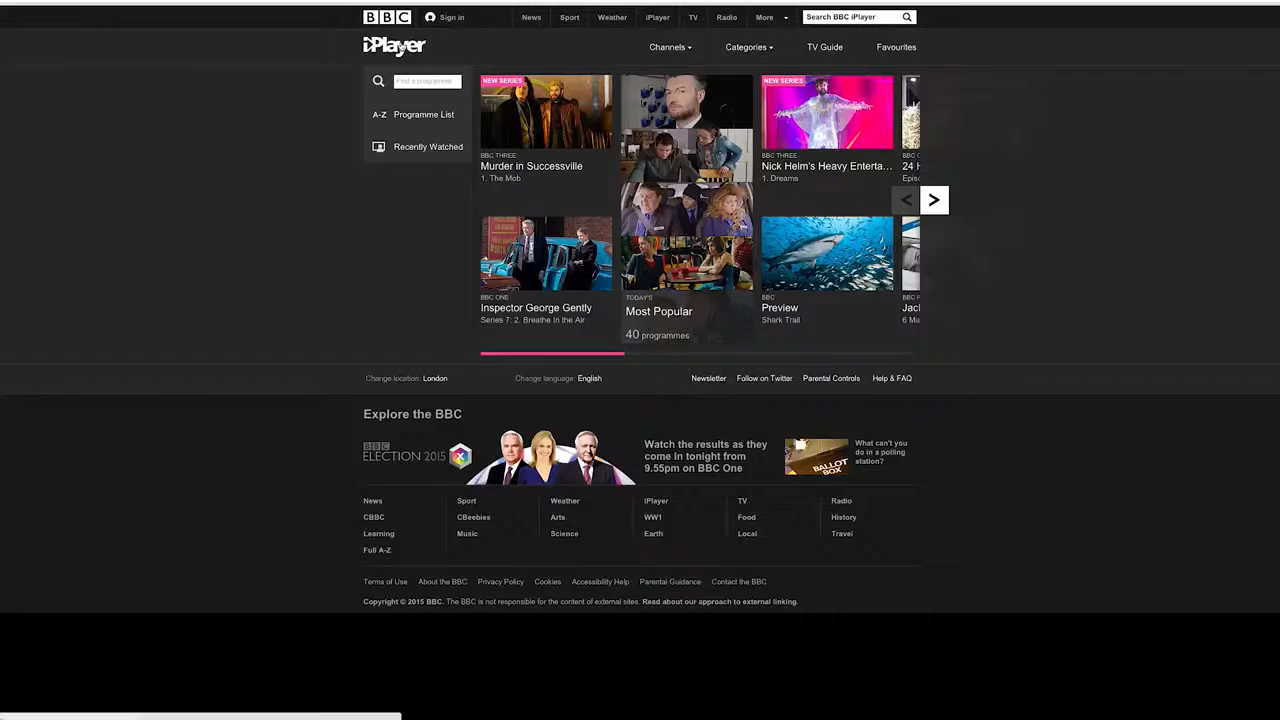 BBC Sign in News Sport Weather iPlayer TV Radio More Search BBC iPlayer
iPlayer Channels Categories TV Guide Favourites
Find a programme
A-Z Programme List
Recently Watched
NEW SERIES
BBC THREE
Murder in Successville
1. The Mob
BBC ONE
Inspector George Gently
Series 7: 2. Breathe In the Air
TODAY'S
Most Popular
40 programmes
NEW SERIES
BBC THREE
Nick Helm's Heavy Enterta...
1. Dreams
BBC
Preview
Shark Trail
24 H
Epis
BBC
Jac
6 Ma
< >
Change location: London Change language: English Newsletter Follow on Twitter Parental Controls Help & FAQ
Explore the BBC
BBC
ELECTION 2015
Watch the results as they
come in tonight from
9.55pm on BBC One
BALLOT
BOX
What can't you
do in a polling
station?
News Sport Weather iPlayer TV Radio
CBBC CBeebies Arts WW1 Food History
Learning Music Science Earth Local Travel
Full A-Z
Terms of Use About the BBC Privacy Policy Cookies Accessibility Help Parental Guidance Contact the BBC
Copyright © 2015 BBC. The BBC is not responsible for the content of external sites. Read about our approach to external linking.